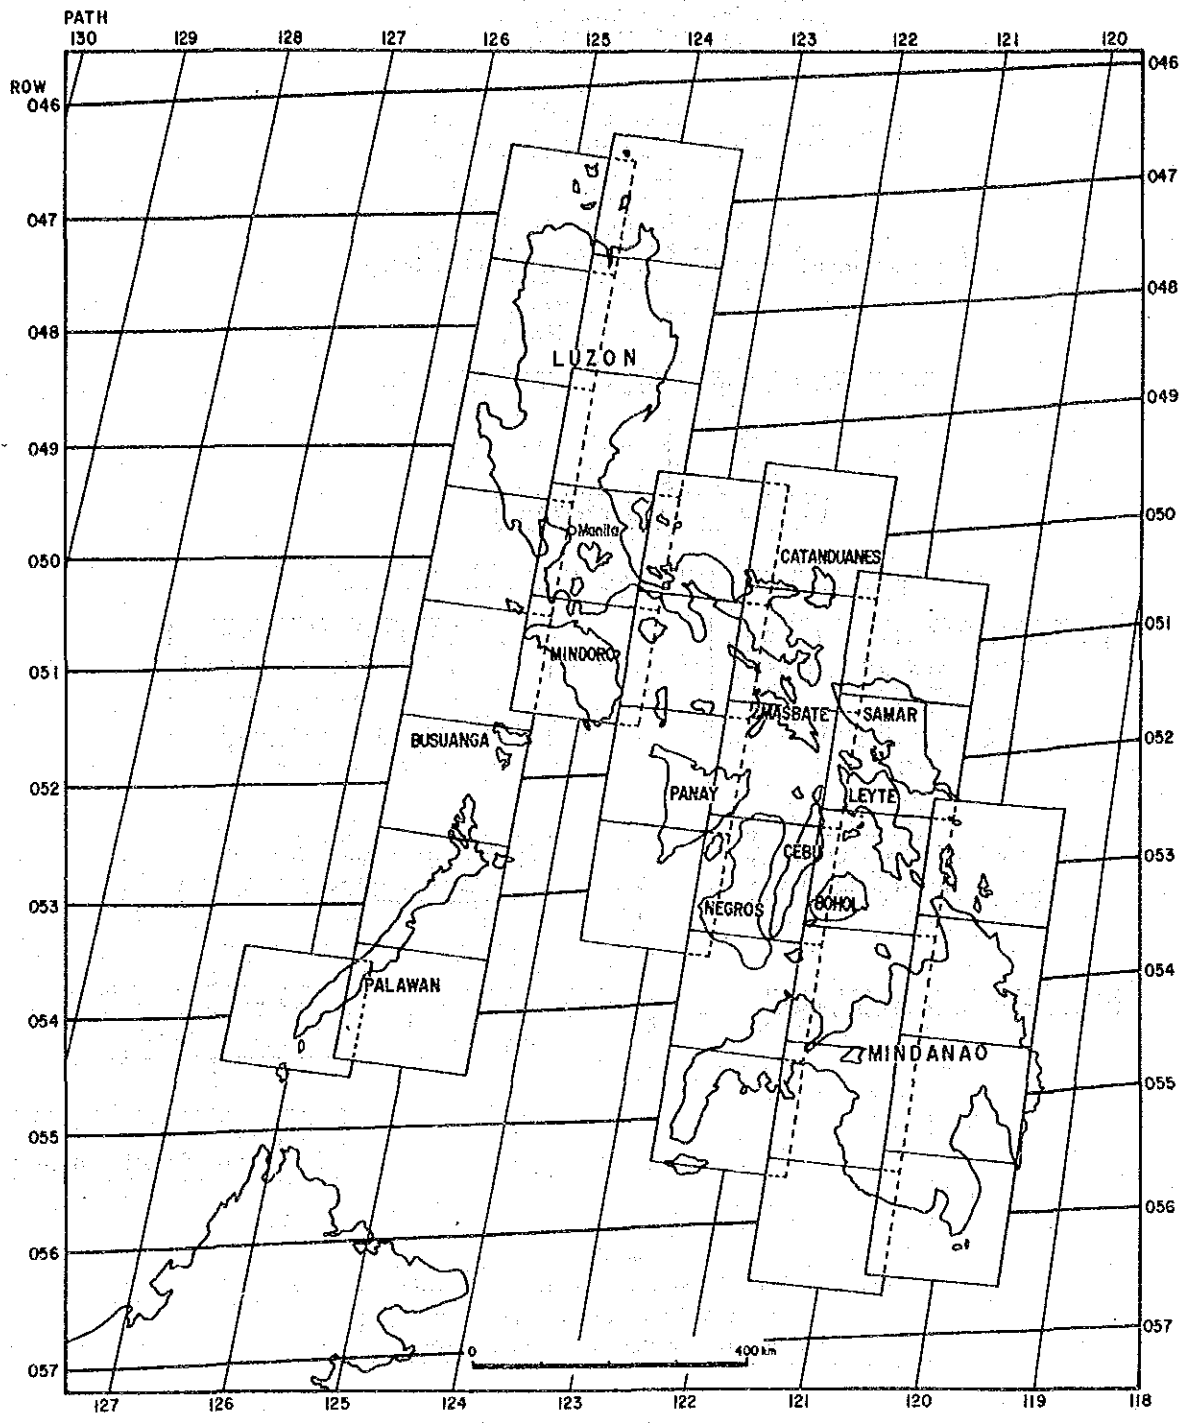 PATH
130 129 128 127 126 125 124 123 122 121 120
ROW
046 046
047 047
048 048
LUZON
049 049
050 050
Manila
CATANDUANES
051 051
MINDORO
MASBATE SAMAR
BUSUANGA
052 052
PANAY LEYTE
CEBU
053 053
NEGROS BOHOL
054 054
PALAWAN
MINDANAO
055 055
056 056
057 057
0 400 km
127 126 125 124 123 122 121 120 119 118